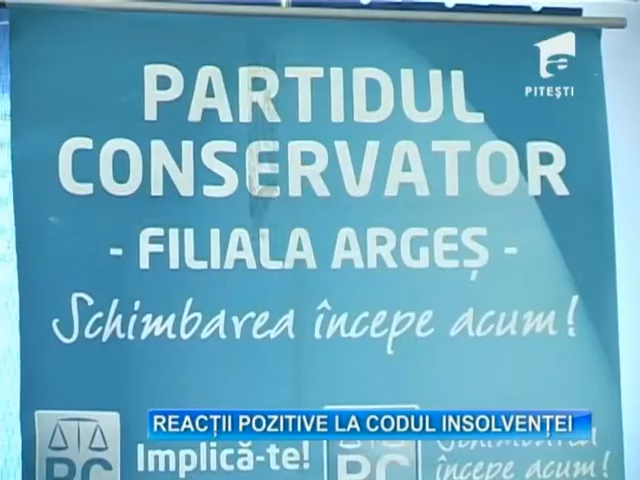 PITEȘTI
PARTIDUL
CONSERVATOR
- FILIALA ARGEȘ -
Schimbarea începe acum!
REACȚII POZITIVE LA CODUL INSOLVENȚEI
PC
Implică-te!
PC
Schimbarea
începe acum!